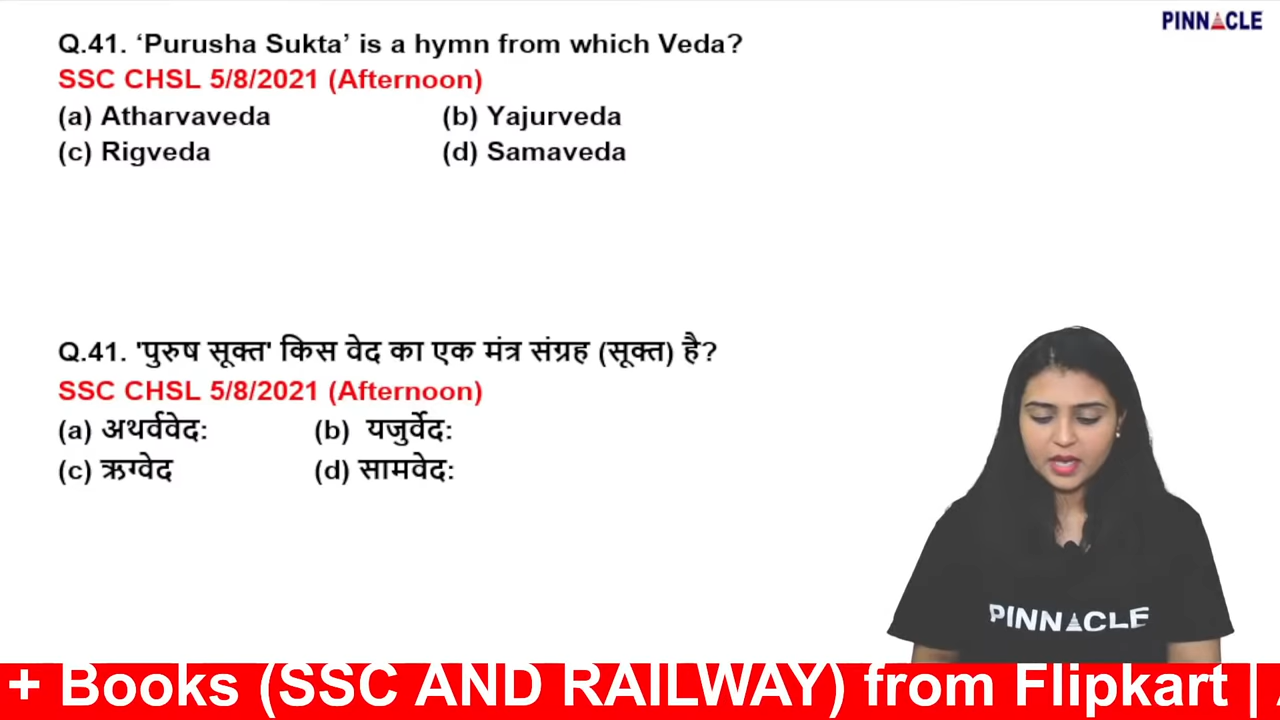 PINNACLE
Q.41. ‘Purusha Sukta’ is a hymn from which Veda?
SSC CHSL 5/8/2021 (Afternoon)
(a) Atharvaveda (b) Yajurveda
(c) Rigveda (d) Samaveda
Q.41. 'पुरुष सूक्त' किस वेद का एक मंत्र संग्रह (सूक्त) है?
SSC CHSL 5/8/2021 (Afternoon)
(a) अथर्ववेद: (b) यजुर्वेद:
(c) ऋग्वेद (d) सामवेद:
PINNACLE
+ Books (SSC AND RAILWAY) from Flipkart |